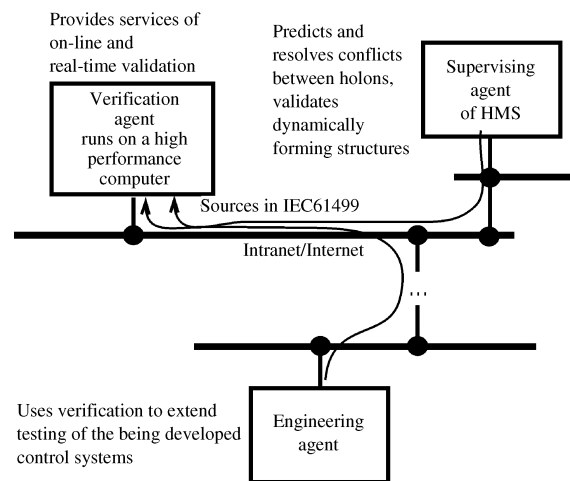 Provides services of
on-line and
real-time validation
Verification
agent
runs on a high
performance
computer
Predicts and
resolves conflicts
between holons,
validates
dynamically
forming structures
Supervising
agent
of HMS
Sources in IEC61499
Intranet/Internet
...
Uses verification to extend
testing of the being developed
control systems
Engineering
agent